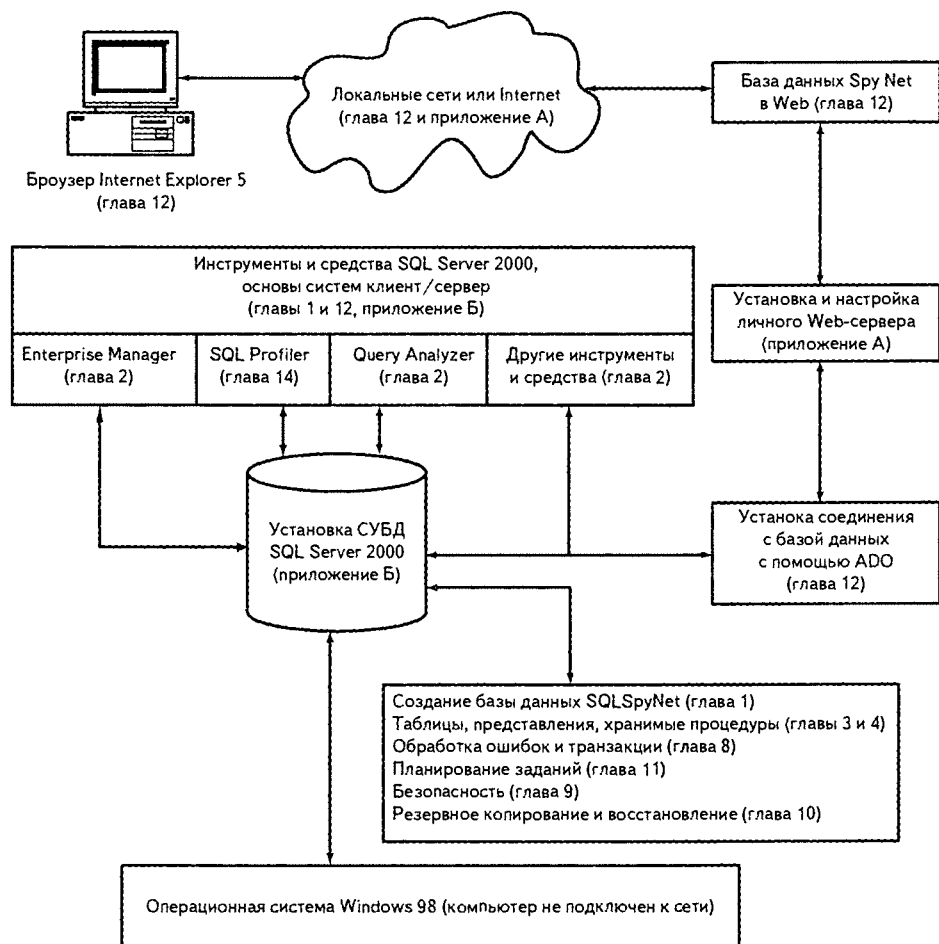 Локальные сети или Internet
(глава 12 и приложение А)
База данных Spy Net
в Web (глава 12)
Броузер Internet Explorer 5
(глава 12)
Инструменты и средства SQL Server 2000,
основы систем клиент/сервер
(главы 1 и 12, приложение Б)
Enterprise Manager
(глава 2)
SQL Profiler
(глава 14)
Query Analyzer
(глава 2)
Другие инструменты
и средства (глава 2)
Установка и настройка
личного Web-сервера
(приложение А)
Установка СУБД
SQL Server 2000
(приложение Б)
Устанока соединения
с базой данных
с помощью ADO
(глава 12)
Создание базы данных SQLSpyNet (глава 1)
Таблицы, представления, хранимые процедуры (главы 3 и 4)
Обработка ошибок и транзакции (глава 8)
Планирование заданий (глава 11)
Безопасность (глава 9)
Резервное копирование и восстановление (глава 10)
Операционная система Windows 98 (компьютер не подключен к сети)